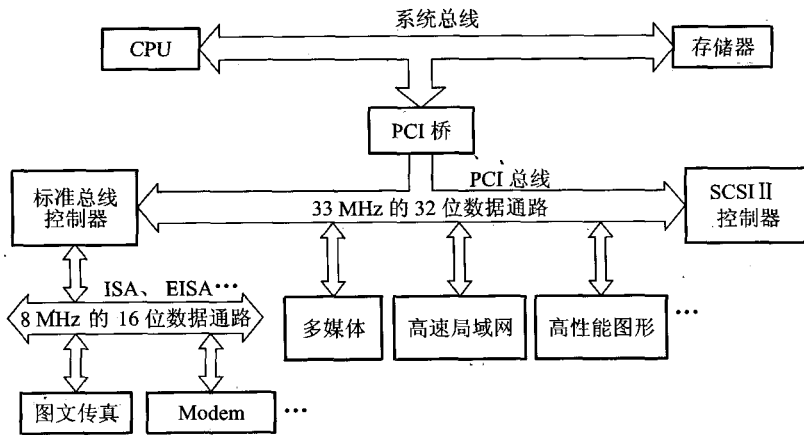 系统总线
CPU
存储器
PCI 桥
PCI 总线
标准总线
控制器
33 MHz 的 32 位数据通路
SCSI II
控制器
ISA、 EISA…
8 MHz 的 16 位数据通路
多媒体
高速局域网
高性能图形
…
图文传真
Modem
…